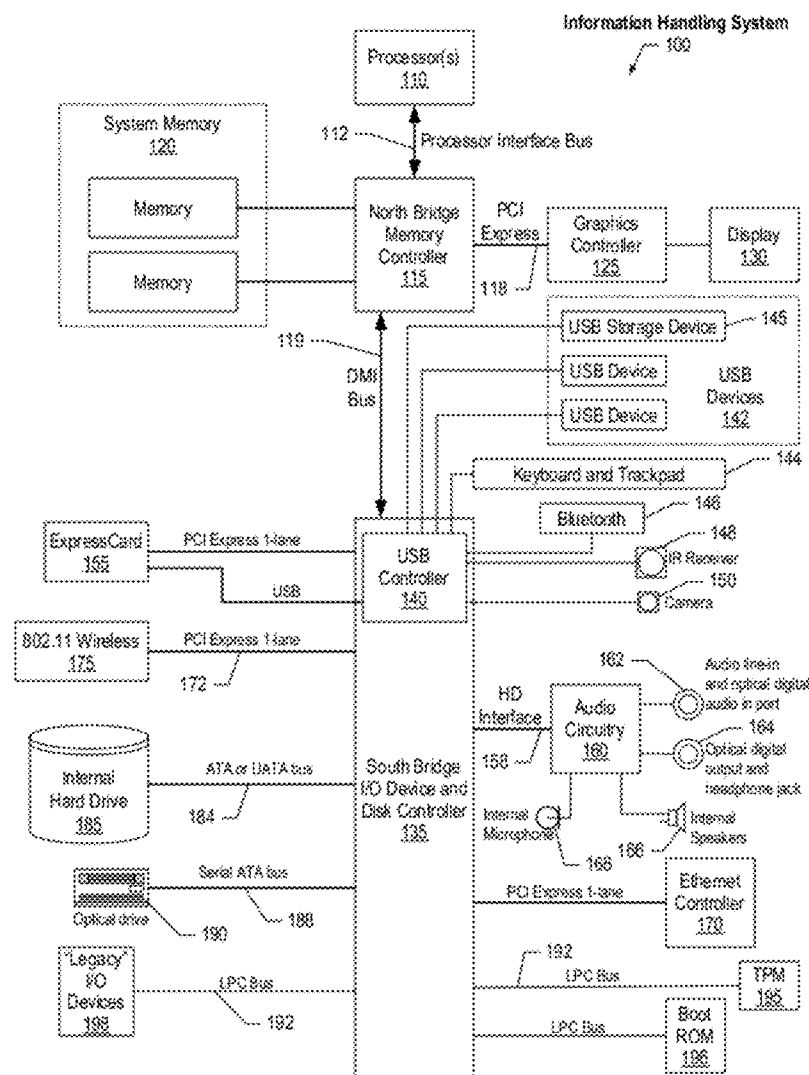 Information Handling System
100
Processor(s)
110
112
Processor Interface Bus
System Memory
120
Memory
Memory
North Bridge
Memory
Controller
115
PCI
Express
118
Graphics
Controller
125
Display
130
119
DMI
Bus
USB Storage Device
145
USB Device
USB Device
USB
Devices
142
Keyboard and Trackpad
144
Bluetooth
146
IR Receiver
148
Camera
150
ExpressCard
155
PCI Express 1-lane
USB
USB
Controller
140
802.11 Wireless
175
PCI Express 1-lane
172
HD
Interface
158
Audio
Circuitry
160
162
Audio line-in
and optical digital
audio in port
164
Optical digital
output and
headphone jack
Internal
Microphone
168
166
Internal
Speakers
Internal
Hard Drive
185
ATA or UATA bus
184
South Bridge
I/O Device and
Disk Controller
135
Optical drive
190
Serial ATA bus
188
PCI Express 1-lane
Ethernet
Controller
170
"Legacy"
I/O
Devices
198
LPC Bus
192
192
LPC Bus
TPM
195
LPC Bus
Boot
ROM
196